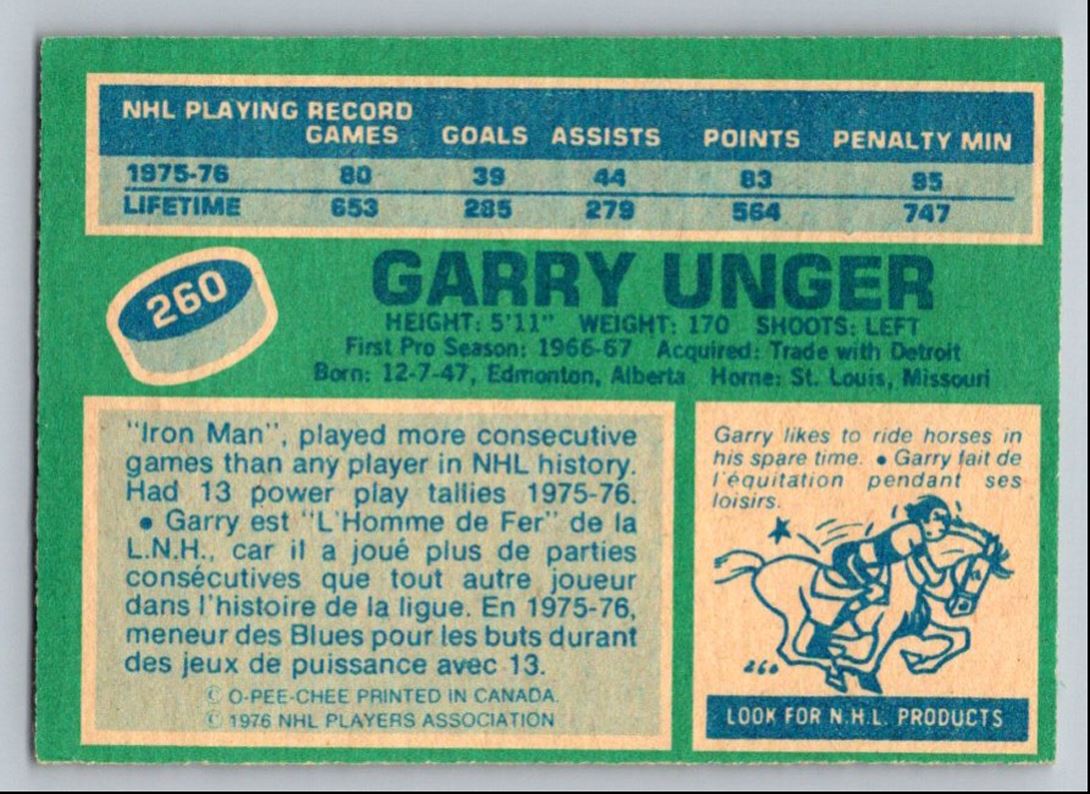 NHL PLAYING RECORD
GAMES GOALS ASSISTS POINTS PENALTY MIN
1975-76 80 39 44 83 95
LIFETIME 653 285 279 564 747
260
GARRY UNGER
HEIGHT: 5'11" WEIGHT: 170 SHOOTS: LEFT
First Pro Season: 1966-67 Acquired: Trade with Detroit
Born: 12-7-47, Edmonton, Alberta Home: St. Louis, Missouri
"Iron Man", played more consecutive
games than any player in NHL history.
Had 13 power play tallies 1975-76.
• Garry est "L'Homme de Fer" de la
L.N.H., car il a joué plus de parties
consécutives que tout autre joueur
dans l'histoire de la ligue. En 1975-76,
meneur des Blues pour les buts durant
des jeux de puissance avec 13.
© O-PEE-CHEE PRINTED IN CANADA.
© 1976 NHL PLAYERS ASSOCIATION
Garry likes to ride horses in
his spare time. • Garry fait de
l'équitation pendant ses
loisirs.
260
LOOK FOR N.H.L. PRODUCTS